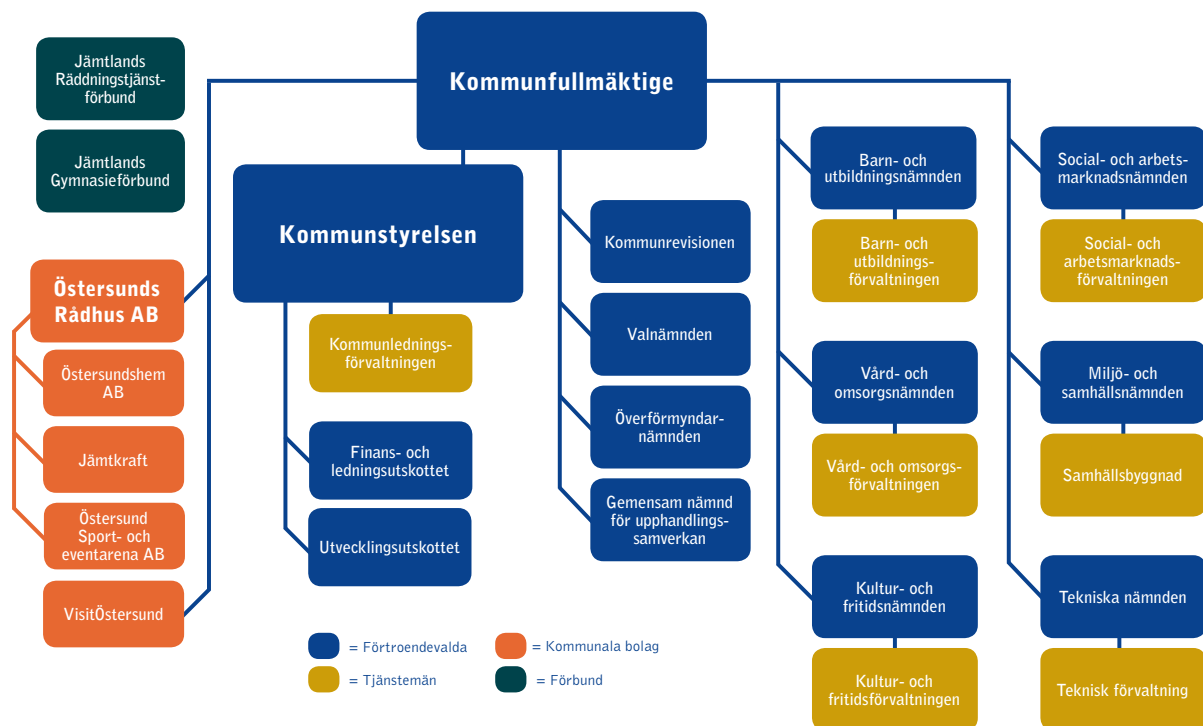 Kommunfullmäktige
Jämtlands
Räddningstjänst-
förbund
Jämtlands
Gymnasieförbund
Östersunds
Rådhus AB
Östersundshem
AB
Jämtkraft
Östersund
Sport- och
eventarena AB
VisitÖstersund
Kommunstyrelsen
Kommunlednings-
förvaltningen
Finans- och
ledningsutskottet
Utvecklingsutskottet
Kommunrevisionen
Valnämnden
Överförmyndar-
nämnden
Gemensam nämnd
för upphandlings-
samverkan
Barn- och
utbildningsnämnden
Barn- och
utbildnings-
förvaltningen
Vård- och
omsorgsnämnden
Vård- och omsorgs-
förvaltningen
Kultur- och
fritidsnämnden
Kultur- och
fritidsförvaltningen
Social- och arbets-
marknadsnämnden
Social- och
arbetsmarknads-
förvaltningen
Miljö- och
samhällsnämnden
Samhällsbyggnad
Tekniska nämnden
Teknisk förvaltning
= Förtroendevalda
= Kommunala bolag
= Tjänstemän
= Förbund